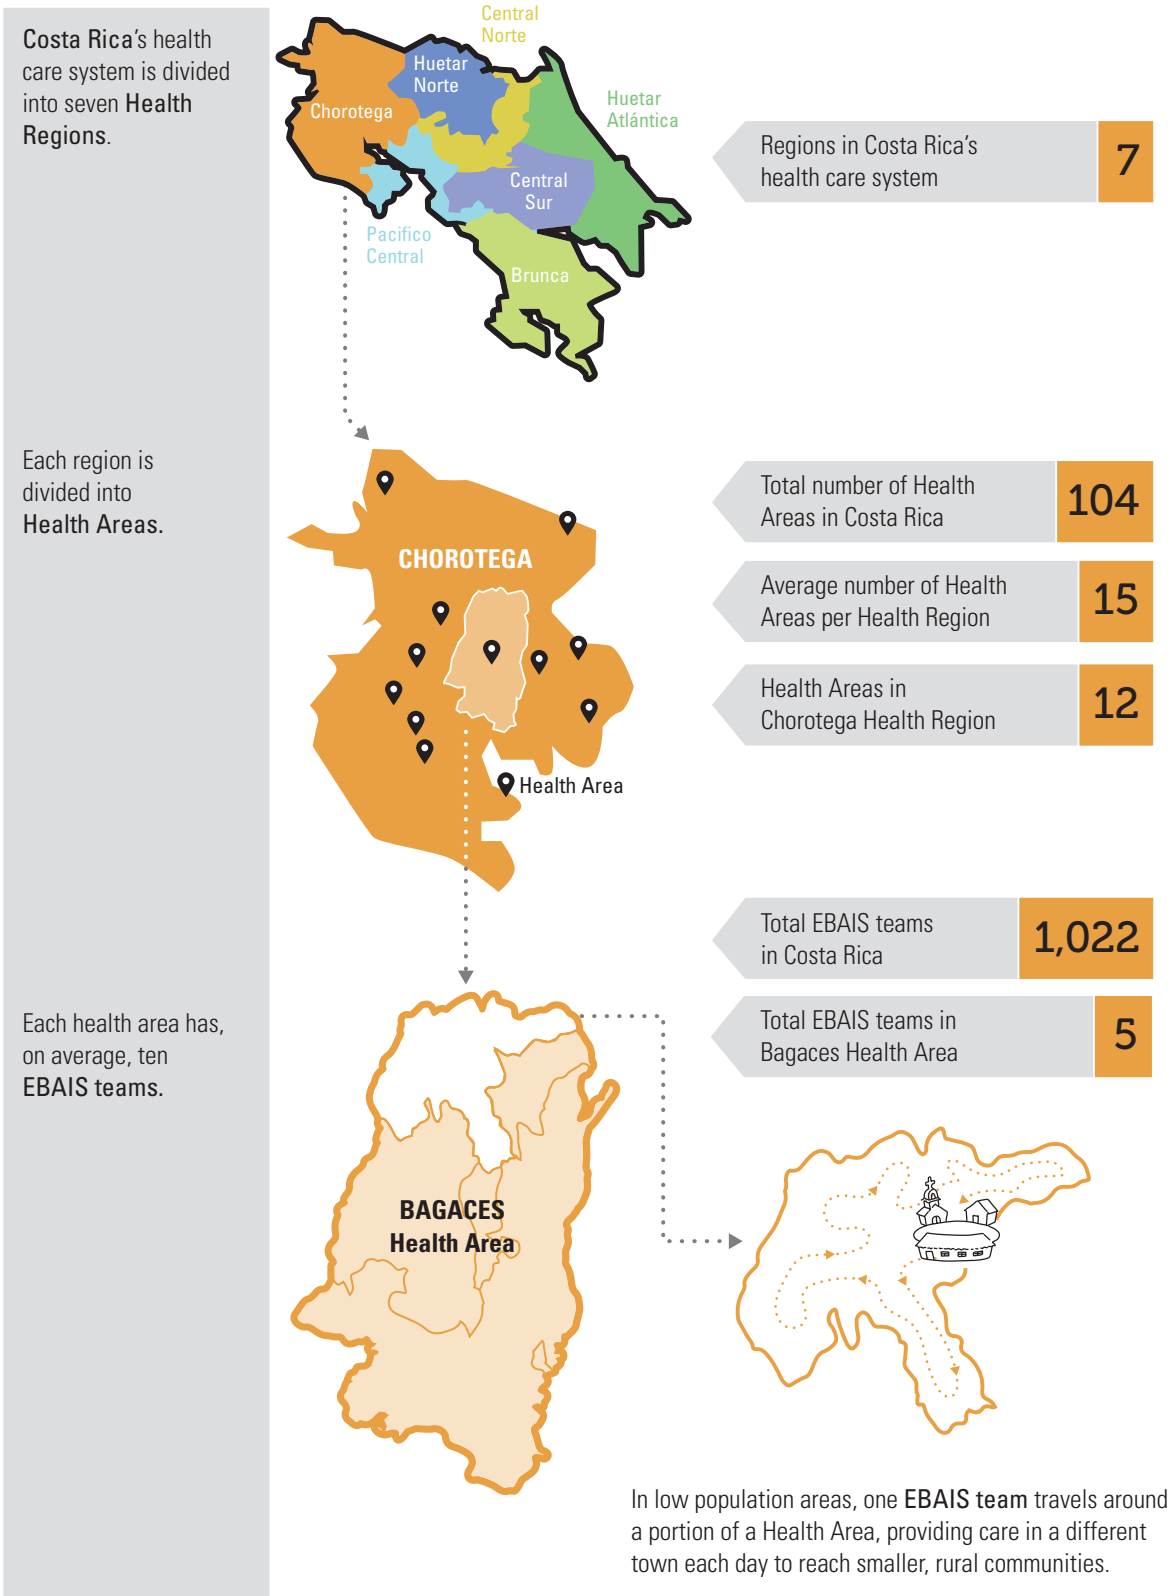 Costa Rica's health
care system is divided
into seven Health
Regions.
Central
Norte
Huetar
Norte
Chorotega
Huetar
Atlántica
Central
Sur
Pacifico
Central
Brunca
Regions in Costa Rica's
health care system
7
Each region is
divided into
Health Areas.
CHOROTEGA
Health Area
Total number of Health
Areas in Costa Rica
104
Average number of Health
Areas per Health Region
15
Health Areas in
Chorotega Health Region
12
Each health area has,
on average, ten
EBAIS teams.
BAGACES
Health Area
Total EBAIS teams
in Costa Rica
1,022
Total EBAIS teams in
Bagaces Health Area
5
In low population areas, one EBAIS team travels around
a portion of a Health Area, providing care in a different
town each day to reach smaller, rural communities.